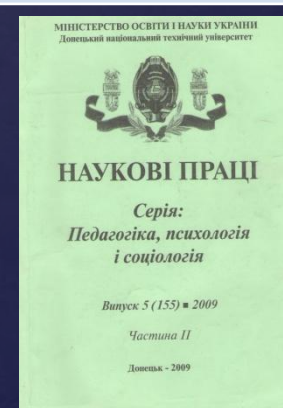 МІНІСТЕРСТВО ОСВІТИ І НАУКИ УКРАЇНИ
Донецький національний технічний університет
НАУКОВІ ПРАЦІ
Серія:
Педагогіка, психологія
і соціологія
Випуск 5 (155) ■ 2009
Частина II
Донецьк - 2009